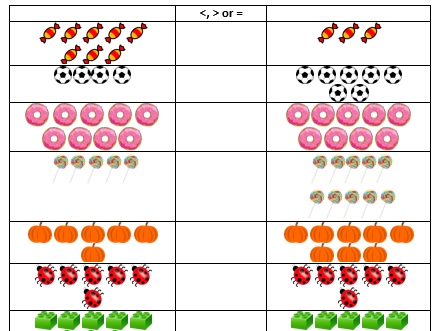 <, > or =